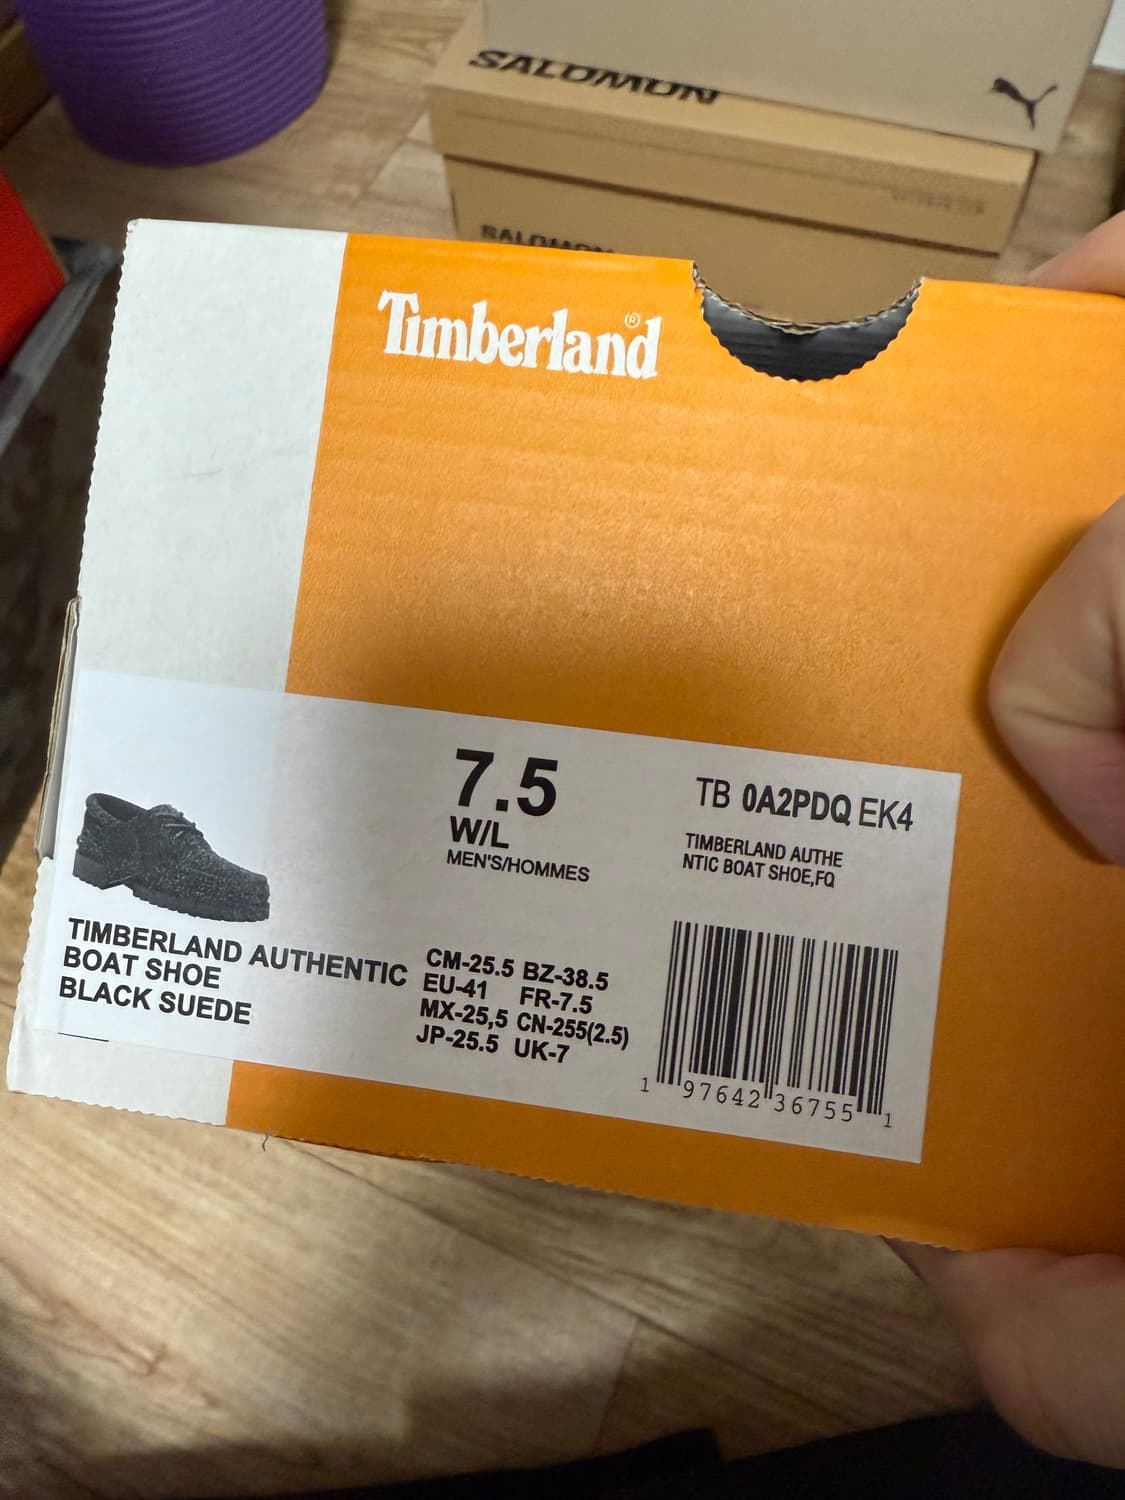 SALOMON
SALOMON
Timberland®
7.5
W/L
MEN'S/HOMMES
TB 0A2PDQ EK4
TIMBERLAND AUTHE
NTIC BOAT SHOE,FQ
TIMBERLAND AUTHENTIC
BOAT SHOE
BLACK SUEDE
CM-25.5 BZ-38.5
EU-41 FR-7.5
MX-25,5 CN-255(2.5)
JP-25.5 UK-7
1 97642 36755 1